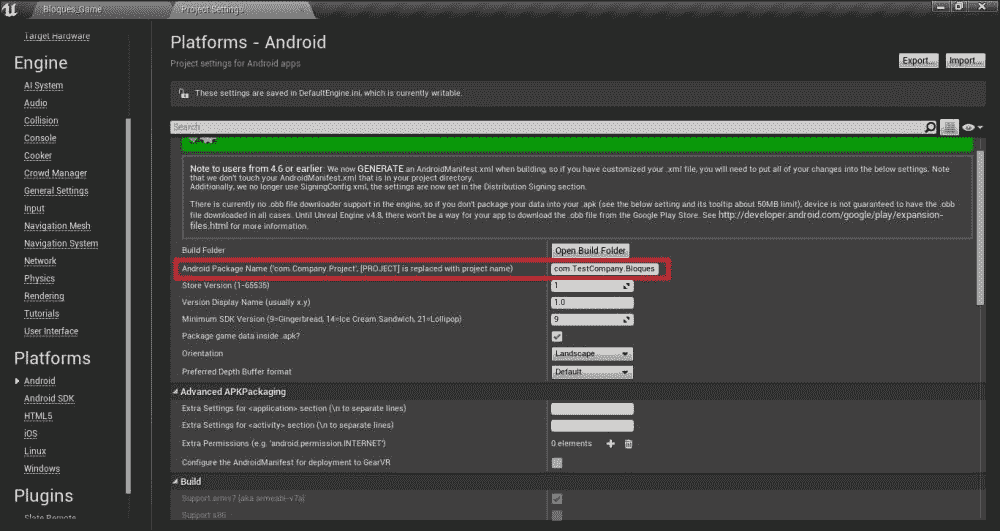 Bloques_Game
Project Settings
Target Hardware
Engine
AI System
Audio
Collision
Console
Cooker
Crowd Manager
General Settings
Input
Navigation Mesh
Navigation System
Network
Physics
Rendering
Tutorials
User Interface
Platforms
Android
Android SDK
HTML5
iOS
Linux
Windows
Plugins
Slate Remote
Platforms - Android
Project settings for Android apps
Export...
Import...
These settings are saved in DefaultEngine.ini, which is currently writable.
Search
Note to users from 4.6 or earlier: We now GENERATE an AndroidManifest.xml when building, so if you have customized your .xml file, you will need to put all of your changes into the below settings. Note
that we don't touch your AndroidManifest.xml that is in your project directory.
Additionally, we no longer use SigningConfig.xml, the settings are now set in the Distribution Signing section.
There is currently no .obb file downloader support in the engine, so if you don't package your data into your .apk (see the below setting and its tooltip about 50MB limit), device is not guaranteed to have the .obb
file downloaded in all cases. Until Unreal Engine v4.8, there won't be a way for your app to download the .obb file from the Google Play Store. See http://developer.android.com/google/play/expansion-
files.html for more information.
Build Folder
Open Build Folder
Android Package Name ('com.Company.Project', [PROJECT] is replaced with project name)
com.TestCompany.Bloques
Store Version (1-65535)
1
Version Display Name (usually x.y)
1.0
Minimum SDK Version (9=Gingerbread, 14=Ice Cream Sandwich, 21=Lollipop)
9
Package game data inside .apk?
Orientation
Landscape
Preferred Depth Buffer format
Default
Advanced APKPackaging
Extra Settings for <application> section (\n to separate lines)
Extra Settings for <activity> section (\n to separate lines)
Extra Permissions (e.g. 'android.permission.INTERNET')
0 elements
Configure the AndroidManifest for deployment to GearVR
Build
Support armv7 [aka armeabi-v7a]
Support x86